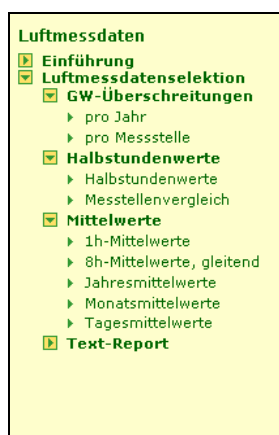 Luftmessdaten
Einführung
Luftmessdatenselektion
GW-Überschreitungen
pro Jahr
pro Messstelle
Halbstundenwerte
Halbstundenwerte
Messtellenvergleich
Mittelwerte
1h-Mittelwerte
8h-Mittelwerte, gleitend
Jahresmittelwerte
Monatsmittelwerte
Tagesmittelwerte
Text-Report